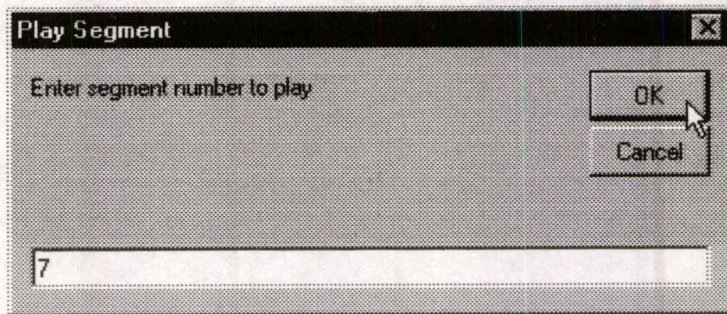 Play Segment
Enter segment number to play
OK
Cancel
7